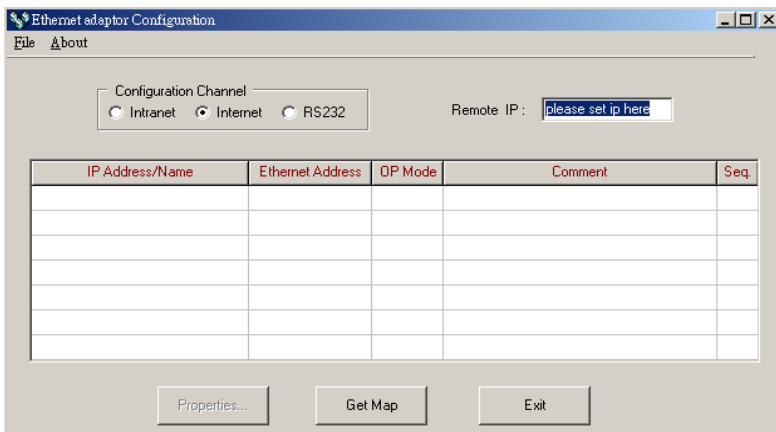 Ethernet adaptor Configuration
File About
Configuration Channel
Intranet Internet RS232
Remote IP : please set ip here
IP Address/Name Ethernet Address OP Mode Comment Seq.
Properties... Get Map Exit